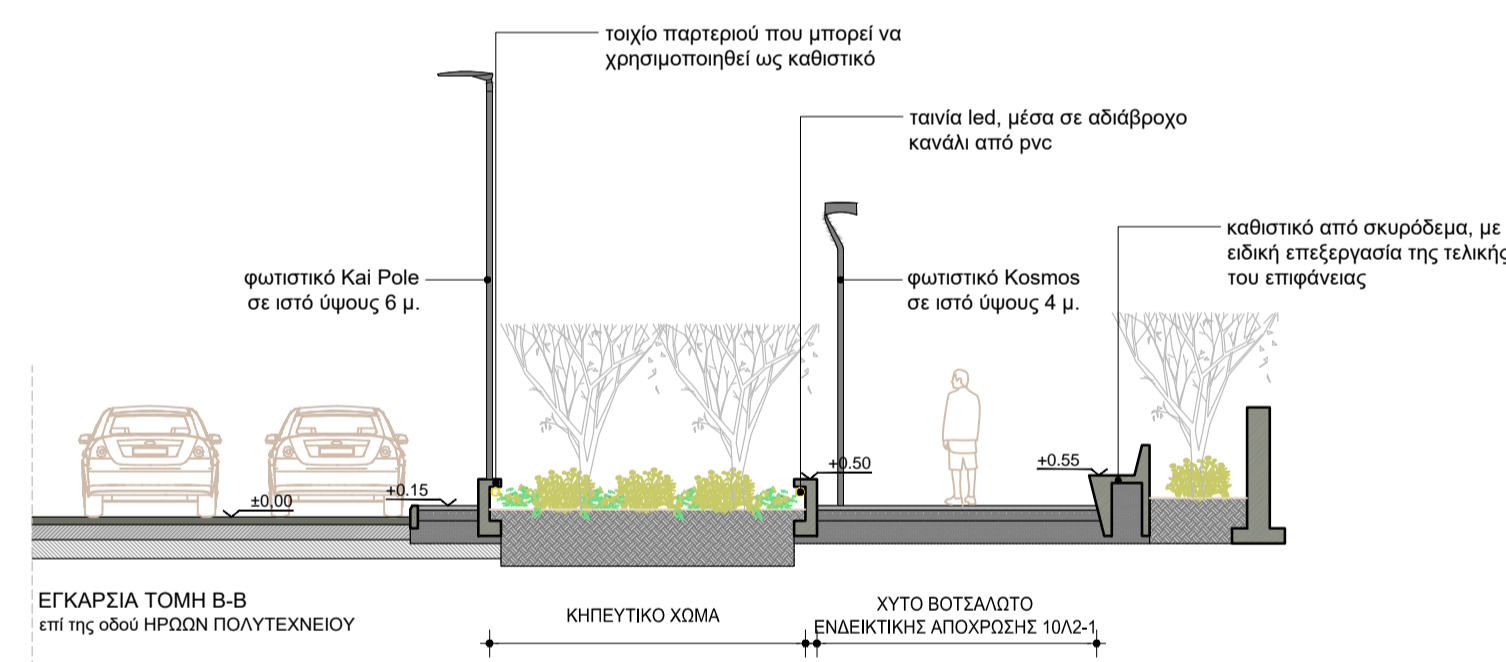 τοιχίο παρτεριού που μπορεί να
χρησιμοποιηθεί ως καθιστικό
ταινία led, μέσα σε αδιάβροχο
κανάλι από pvc
καθιστικό από σκυρόδεμα, με
ειδική επεξεργασία της τελικής
του επιφάνειας
φωτιστικό Kai Pole
σε ιστό ύψους 6 μ.
φωτιστικό Kosmos
σε ιστό ύψους 4 μ.
±0,00
+0.15
+0.50
+0.55
ΕΓΚΑΡΣΙΑ ΤΟΜΗ Β-Β
επί της οδού ΗΡΩΩΝ ΠΟΛΥΤΕΧΝΕΙΟΥ
ΚΗΠΕΥΤΙΚΟ ΧΩΜΑ
ΧΥΤΟ ΒΟΤΣΑΛΩΤΟ
ΕΝΔΕΙΚΤΙΚΗΣ ΑΠΟΧΡΩΣΗΣ 10Λ2-1